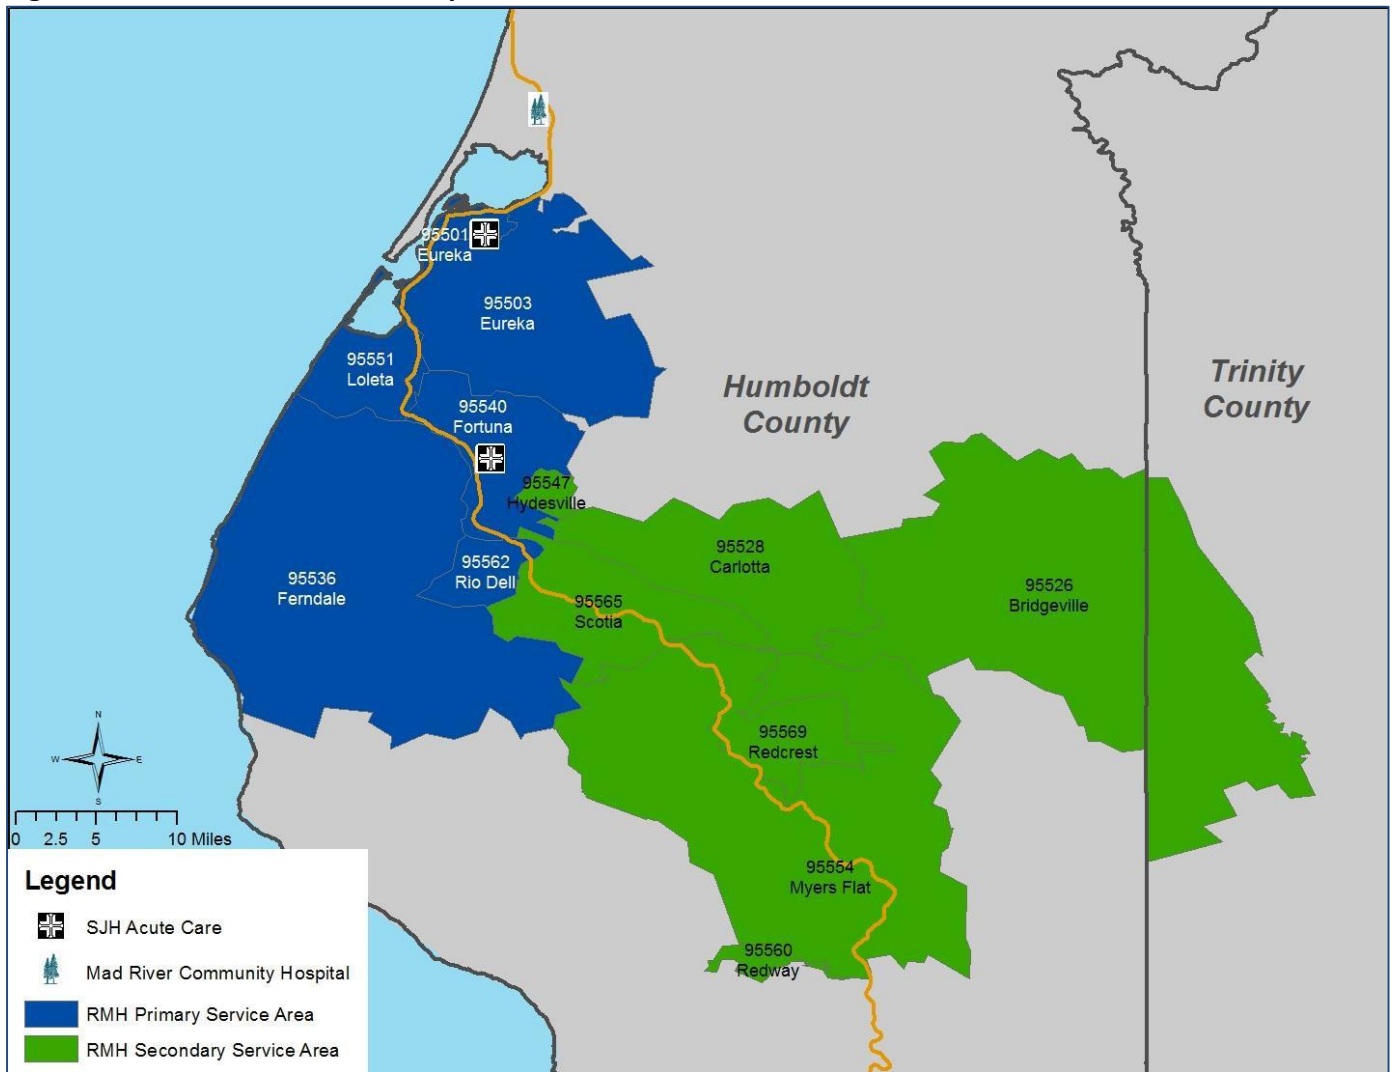 95501
Eureka
95503
Eureka
95551
Loleta
95540
Fortuna
Humboldt
County
Trinity
County
95547
Hydesville
95528
Carlotta
95562
Rio Dell
95536
Ferndale
95526
Bridgeville
95565
Scotia
95569
Redcrest
95554
Myers Flat
95560
Redway
N
W E
S
0 2.5 5 10 Miles
Legend
SJH Acute Care
Mad River Community Hospital
RMH Primary Service Area
RMH Secondary Service Area